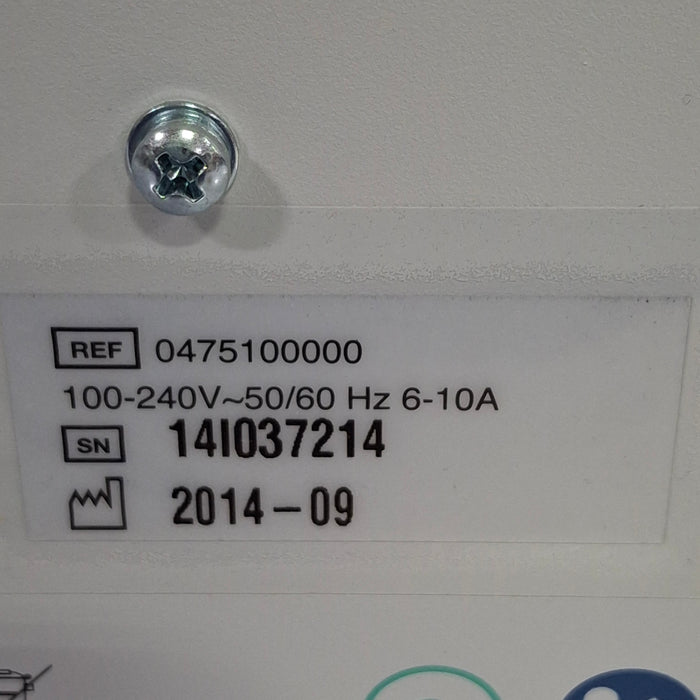 REF 0475100000
100-240V~50/60 Hz 6-10A
SN 14I037214
2014-09